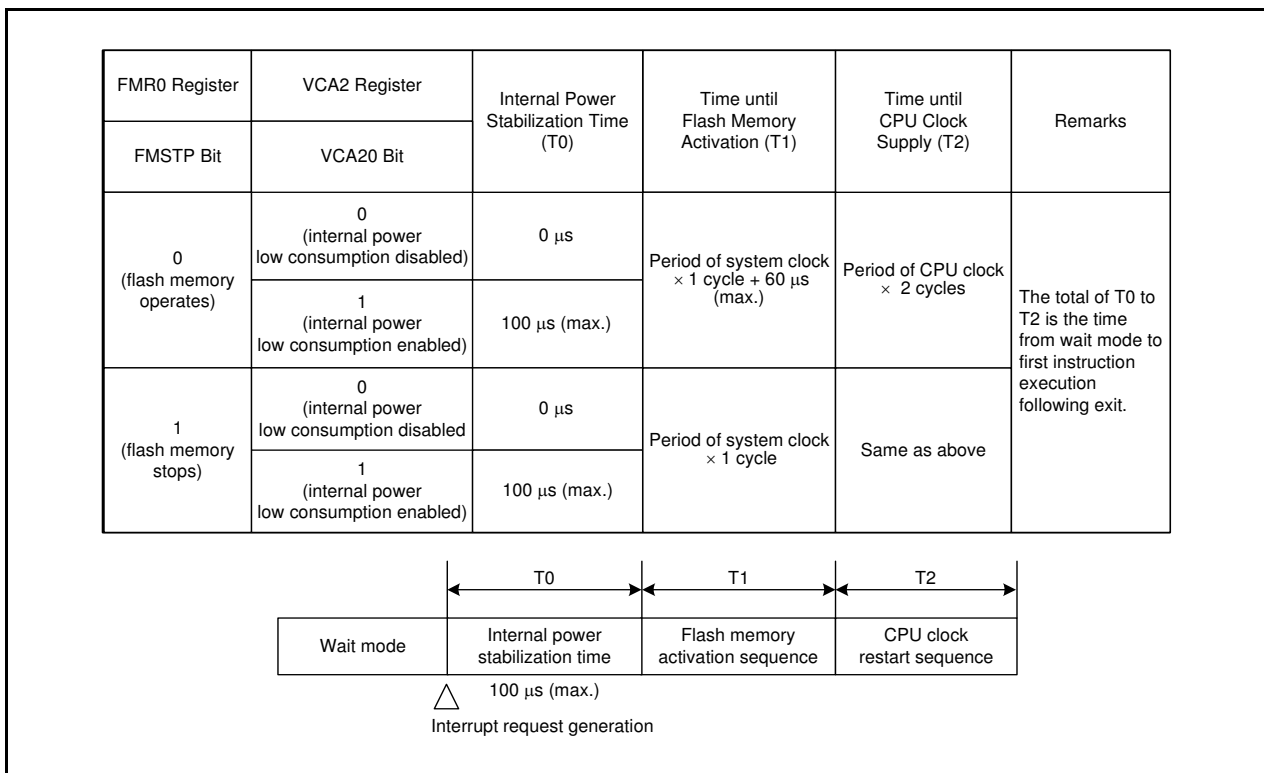 FMR0 Register
VCA2 Register
Internal Power
Stabilization Time
(T0)
Time until
Flash Memory
Activation (T1)
Time until
CPU Clock
Supply (T2)
Remarks
FMSTP Bit
VCA20 Bit
0
(flash memory
operates)
0
(internal power
low consumption disabled)
0 μs
Period of system clock
× 1 cycle + 60 μs
(max.)
Period of CPU clock
× 2 cycles
The total of T0 to
T2 is the time
from wait mode to
first instruction
execution
following exit.
1
(internal power
low consumption enabled)
100 μs (max.)
1
(flash memory
stops)
0
(internal power
low consumption disabled
0 μs
Period of system clock
× 1 cycle
Same as above
1
(internal power
low consumption enabled)
100 μs (max.)
T0
T1
T2
Wait mode
Internal power
stabilization time
Flash memory
activation sequence
CPU clock
restart sequence
100 μs (max.)
Interrupt request generation